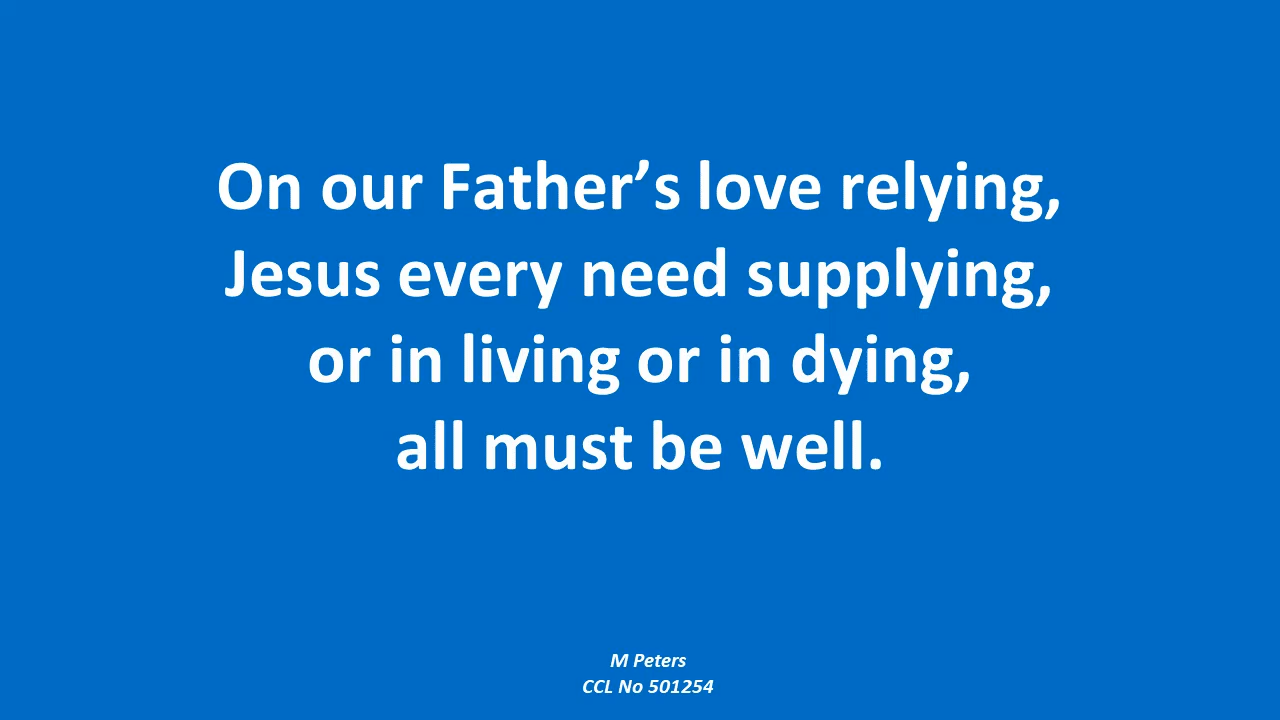 On our Father’s love relying,
Jesus every need supplying,
or in living or in dying,
all must be well.
M Peters
CCL No 501254